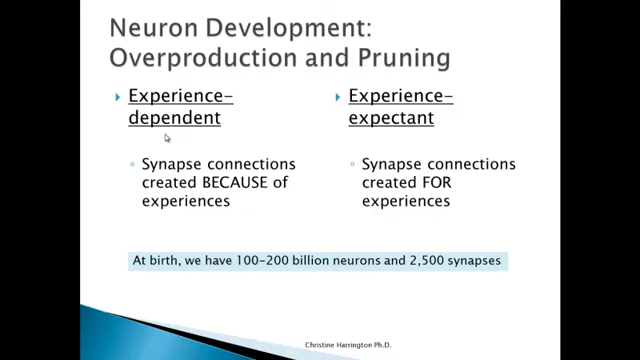 Neuron Development:
Overproduction and Pruning
Experience-
dependent
Synapse connections
created BECAUSE of
experiences
Experience-
expectant
Synapse connections
created FOR
experiences
At birth, we have 100-200 billion neurons and 2,500 synapses
Christine Harrington Ph.D.